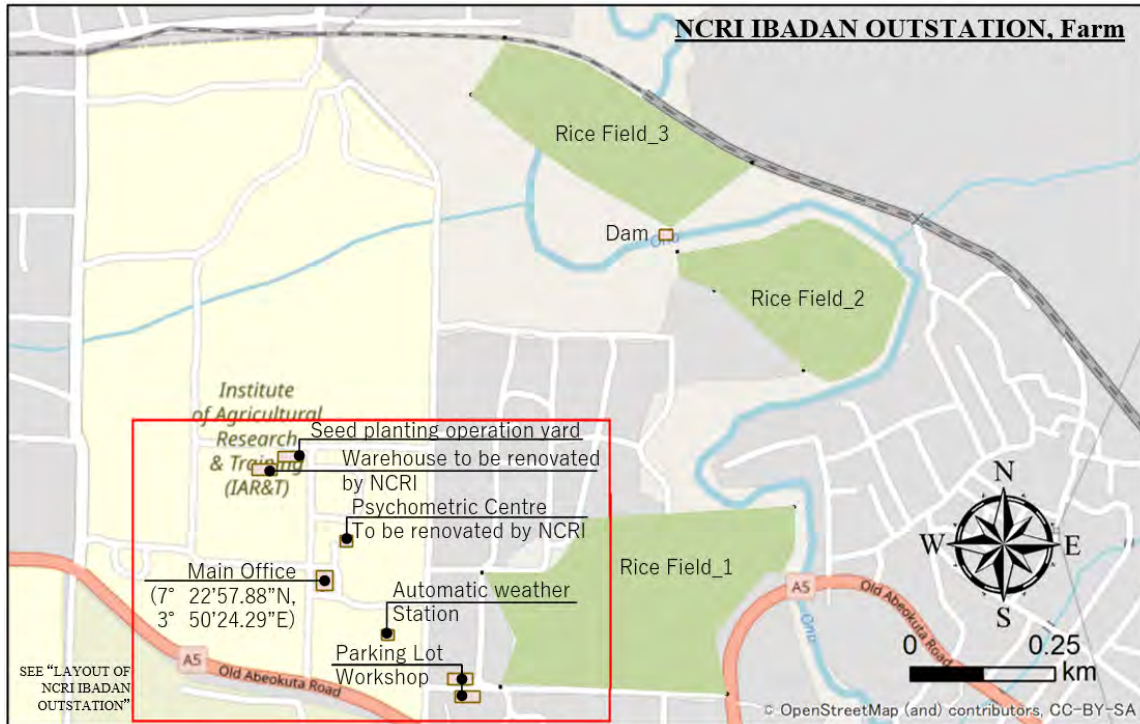 NCRI IBADAN OUTSTATION, Farm
Rice Field_3
Dam
Ona
Rice Field_2
Institute
of Agricultural
Research
& Training
(IAR&T)
Seed planting operation yard
Warehouse to be renovated
by NCRI
Psychometric Centre
To be renovated by NCRI
Main Office
(7° 22'57.88"N,
3° 50'24.29"E)
Automatic weather
Station
Parking Lot
Workshop
Rice Field_1
A5
Old Abeokuta Road
Ona
A5
Old Abeokuta Road
N
W
E
S
0
0.25
km
SEE "LAYOUT OF
NCRI IBADAN
OUTSTATION"
© OpenStreetMap (and) contributors, CC-BY-SA